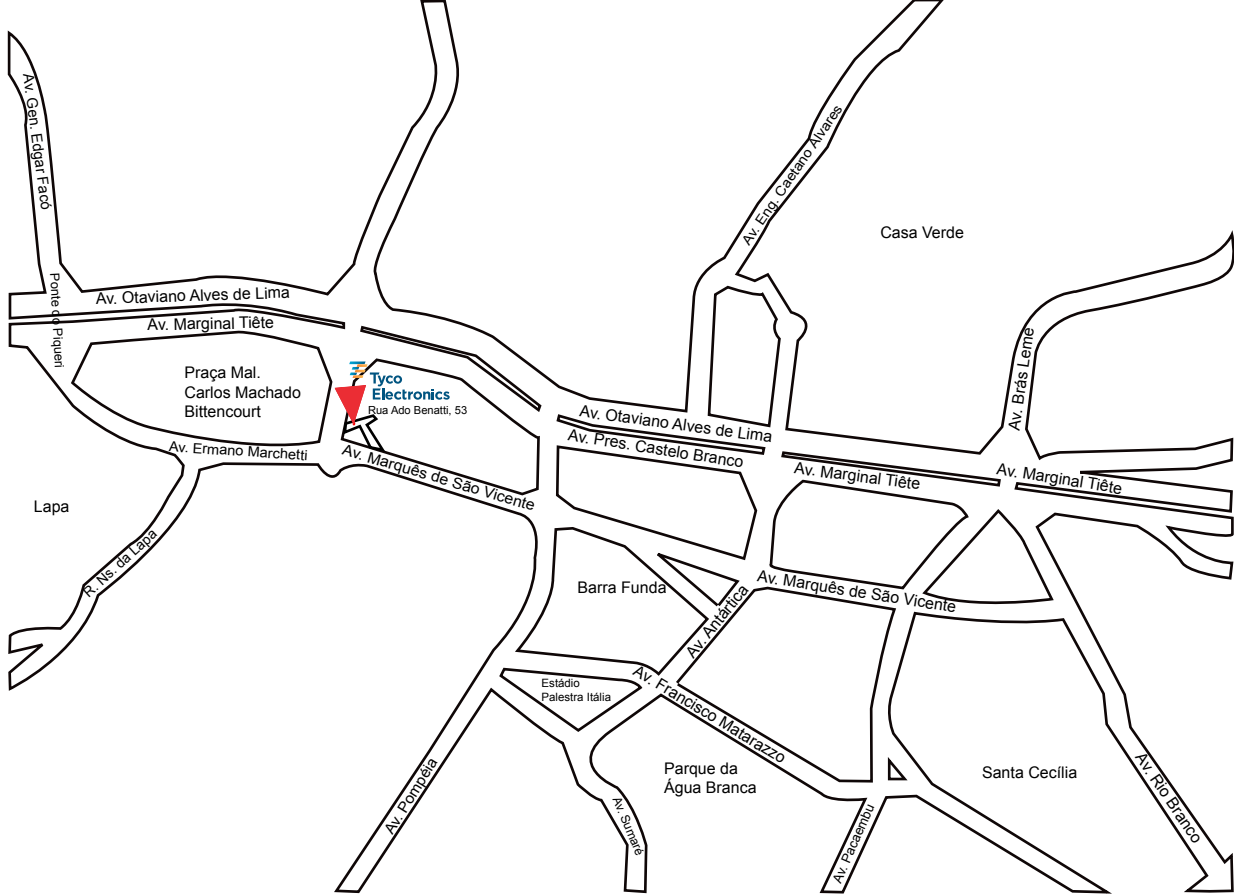 Av. Gen. Edgar Facó
Av. Eng. Caetano Alvares
Casa Verde
Ponte do Piqueri
Av. Otaviano Alves de Lima
Av. Marginal Tiête
Av. Brás Leme
Praça Mal.
Carlos Machado
Bittencourt
Tyco
Electronics
Rua Ado Benatti, 53
Av. Otaviano Alves de Lima
Av. Pres. Castelo Branco
Av. Marginal Tiête
Av. Marginal Tiête
Av. Ermano Marchetti
Av. Marquês de São Vicente
Lapa
R. Ns. da Lapa
Barra Funda
Av. Marquês de São Vicente
Av. Antártica
Estádio
Palestra Itália
Av. Francisco Matarazzo
Parque da
Água Branca
Santa Cecília
Av. Pompéia
Av. Sumaré
Av. Pacaembu
Av. Rio Branco